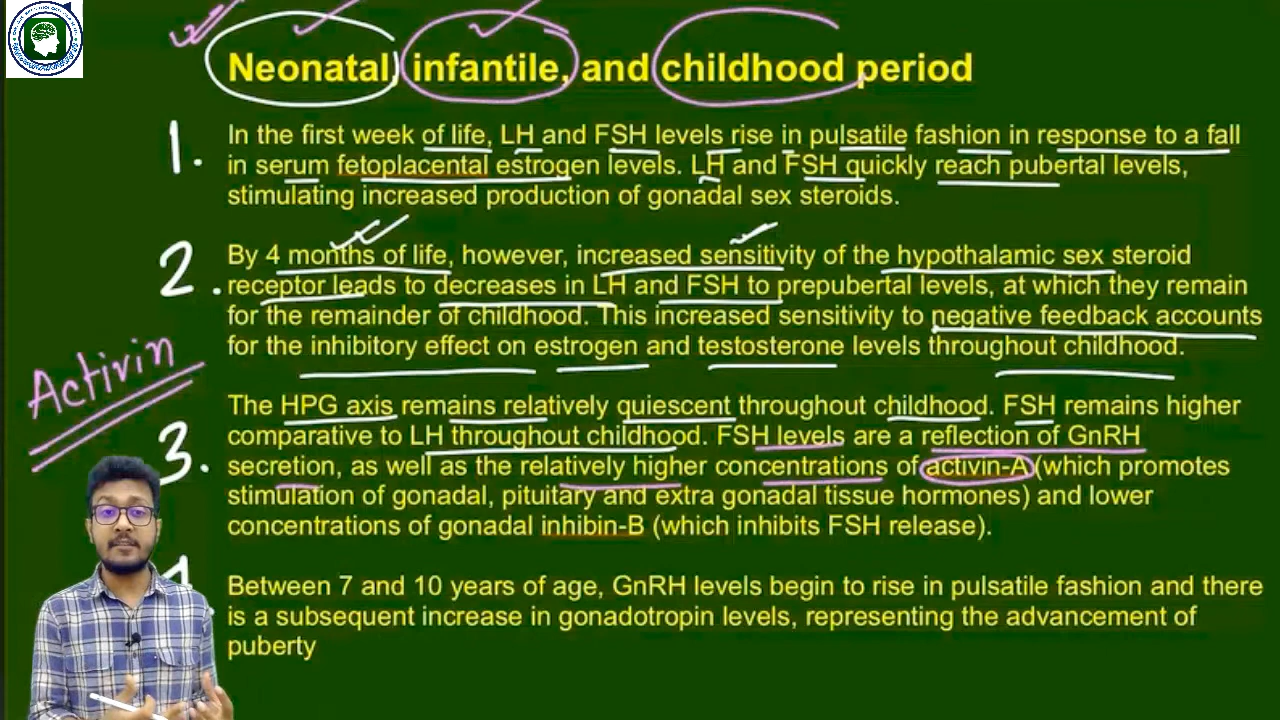 Neonatal, infantile, and childhood period
1. In the first week of life, LH and FSH levels rise in pulsatile fashion in response to a fall
in serum fetoplacental estrogen levels. LH and FSH quickly reach pubertal levels,
stimulating increased production of gonadal sex steroids.
2. By 4 months of life, however, increased sensitivity of the hypothalamic sex steroid
receptor leads to decreases in LH and FSH to prepubertal levels, at which they remain
for the remainder of childhood. This increased sensitivity to negative feedback accounts
for the inhibitory effect on estrogen and testosterone levels throughout childhood.
Activin
3. The HPG axis remains relatively quiescent throughout childhood. FSH remains higher
comparative to LH throughout childhood. FSH levels are a reflection of GnRH
secretion, as well as the relatively higher concentrations of activin-A (which promotes
stimulation of gonadal, pituitary and extra gonadal tissue hormones) and lower
concentrations of gonadal inhibin-B (which inhibits FSH release).
Between 7 and 10 years of age, GnRH levels begin to rise in pulsatile fashion and there
is a subsequent increase in gonadotropin levels, representing the advancement of
puberty